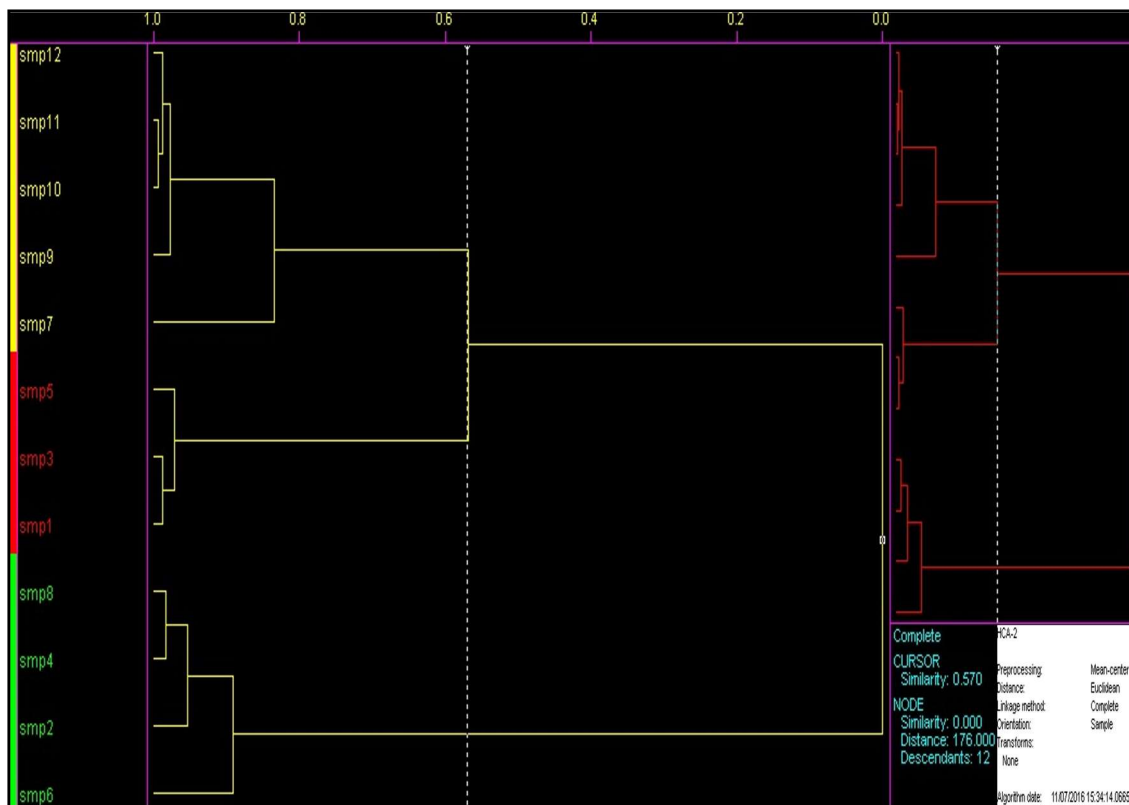 1.0 0.8 0.6 0.4 0.2 0.0
smp12
smp11
smp10
smp9
smp7
smp5
smp3
smp1
smp8
smp4
smp2
smp6
Complete
CURSOR
Similarity: 0.570
NODE
Similarity: 0.000
Distance: 176.000
Descendants: 12
HCA-2
Preprocessing: Mean-center
Distance: Euclidean
Linkage method: Complete
Orientation: Sample
Transforms:
None
Algorithm date: 11/07/2016 15:34:14.0665